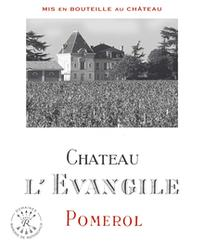 MIS EN BOUTEILLE AU CHÂTEAU
CHATEAU
L'EVANGILE
POMEROL